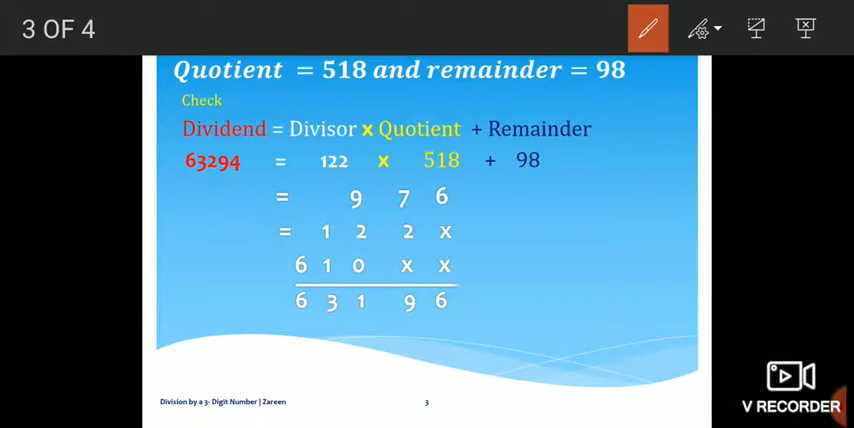 3 OF 4
Quotient = 518 and remainder = 98
Check
Dividend = Divisor x Quotient + Remainder
63294 = 122 x 518 + 98
= 9 7 6
= 1 2 2 x
6 1 0 x x
6 3 1 9 6
Division by a 3- Digit Number | Zareen
3
V RECORDER